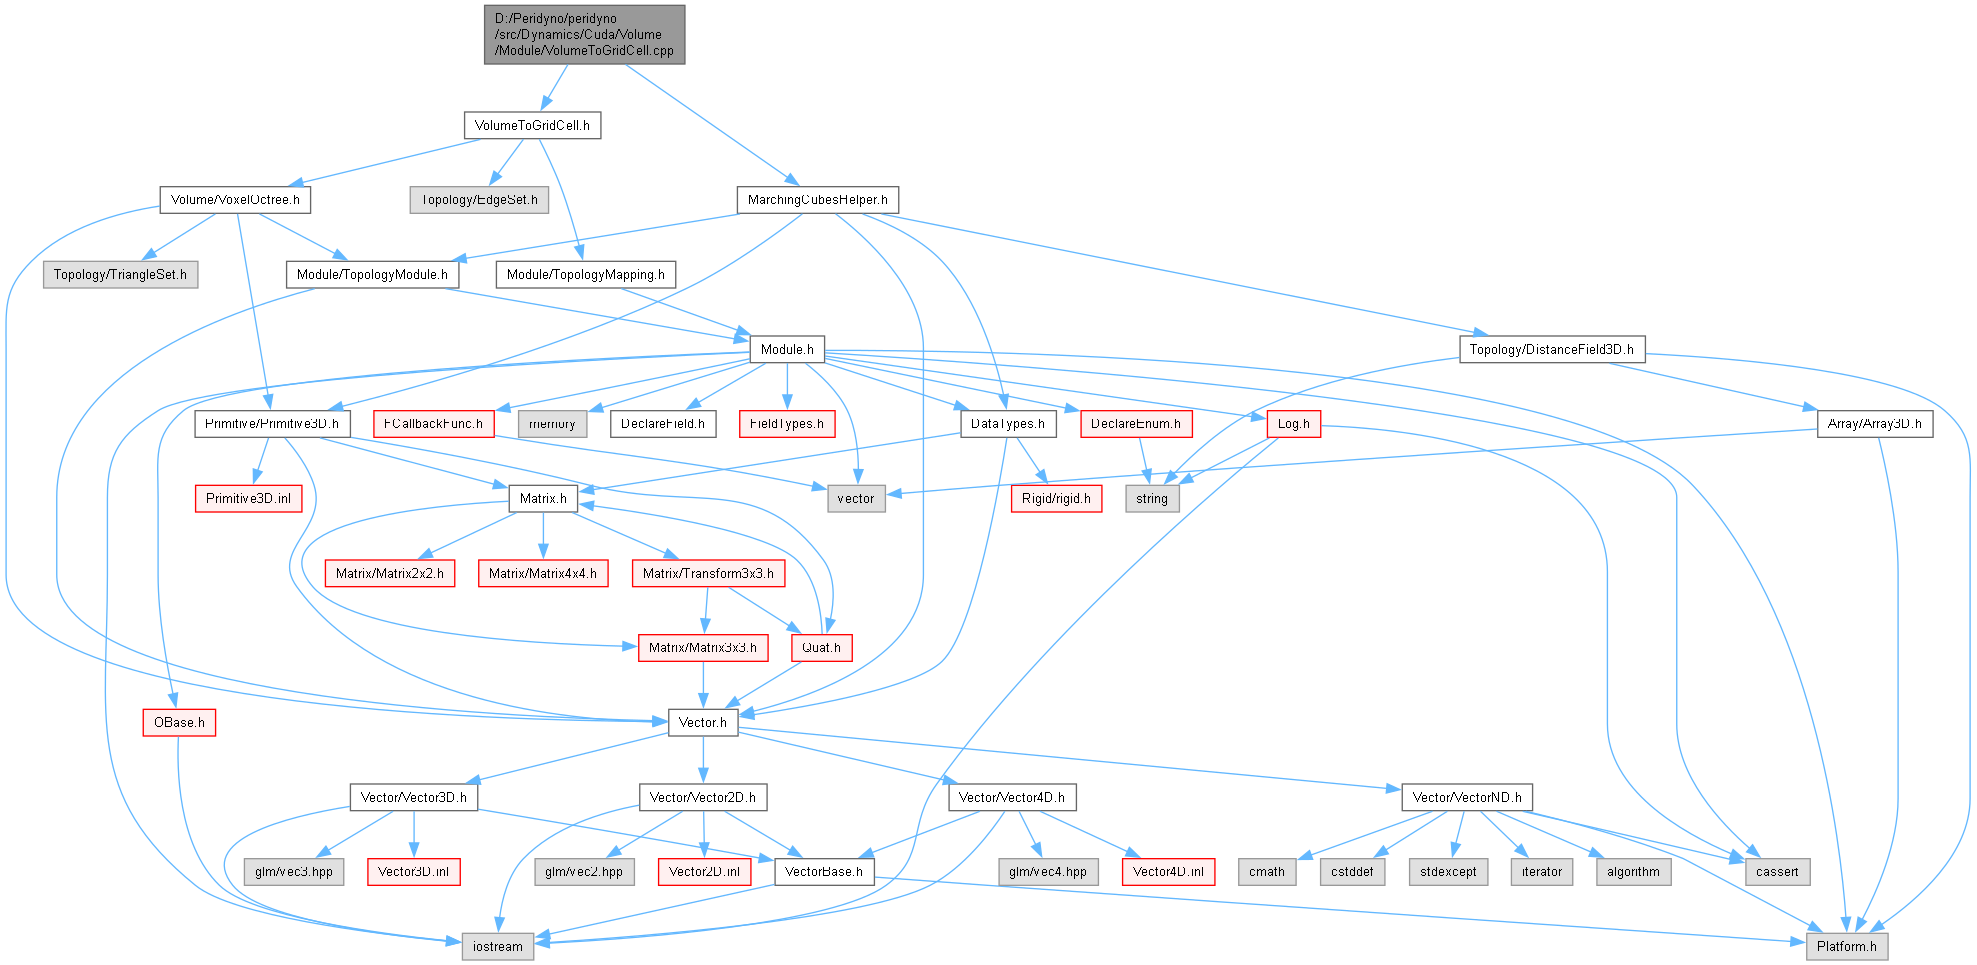 D:/Peridyno/peridyno
/src/Dynamics/Cuda/Volume
/Module/VolumeToGridCell.cpp
VolumeToGridCell.h
Volume/VoxelOctree.h
Topology/EdgeSet.h
MarchingCubesHelper.h
Topology/TriangleSet.h
Module/TopologyModule.h
Module/TopologyMapping.h
Module.h
Topology/DistanceField3D.h
Primitive/Primitive3D.h
FCallbackFunc.h
memory
DeclareField.h
FieldTypes.h
DataTypes.h
DeclareEnum.h
Log.h
Array/Array3D.h
Primitive3D.inl
Matrix.h
vector
Rigid/rigid.h
string
Matrix/Matrix2x2.h
Matrix/Matrix4x4.h
Matrix/Transform3x3.h
Matrix/Matrix3x3.h
Quat.h
OBase.h
Vector.h
Vector/Vector3D.h
Vector/Vector2D.h
Vector/Vector4D.h
Vector/VectorND.h
glm/vec3.hpp
Vector3D.inl
glm/vec2.hpp
Vector2D.inl
VectorBase.h
glm/vec4.hpp
Vector4D.inl
cmath
cstddef
stdexcept
iterator
algorithm
cassert
iostream
Platform.h